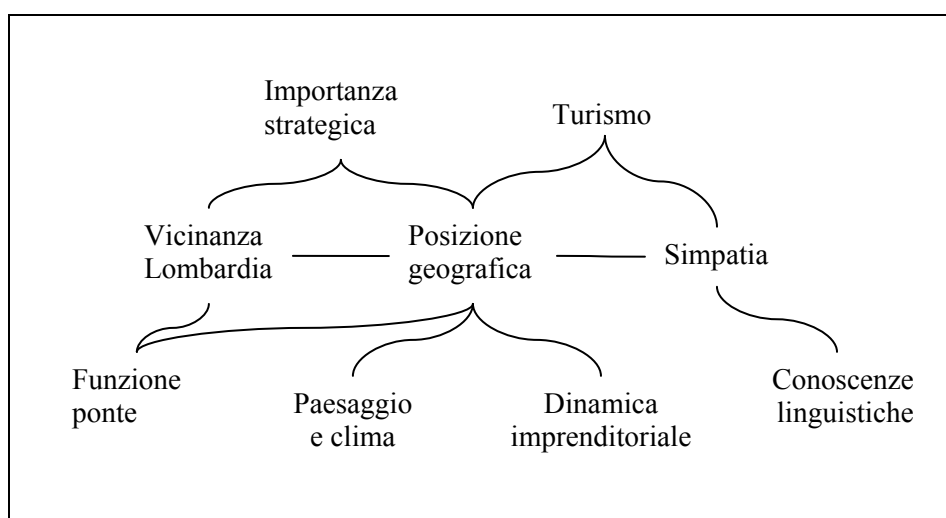 Importanza
strategica
Turismo
Vicinanza
Lombardia
Posizione
geografica
Simpatia
Funzione
ponte
Paesaggio
e clima
Dinamica
imprenditoriale
Conoscenze
linguistiche